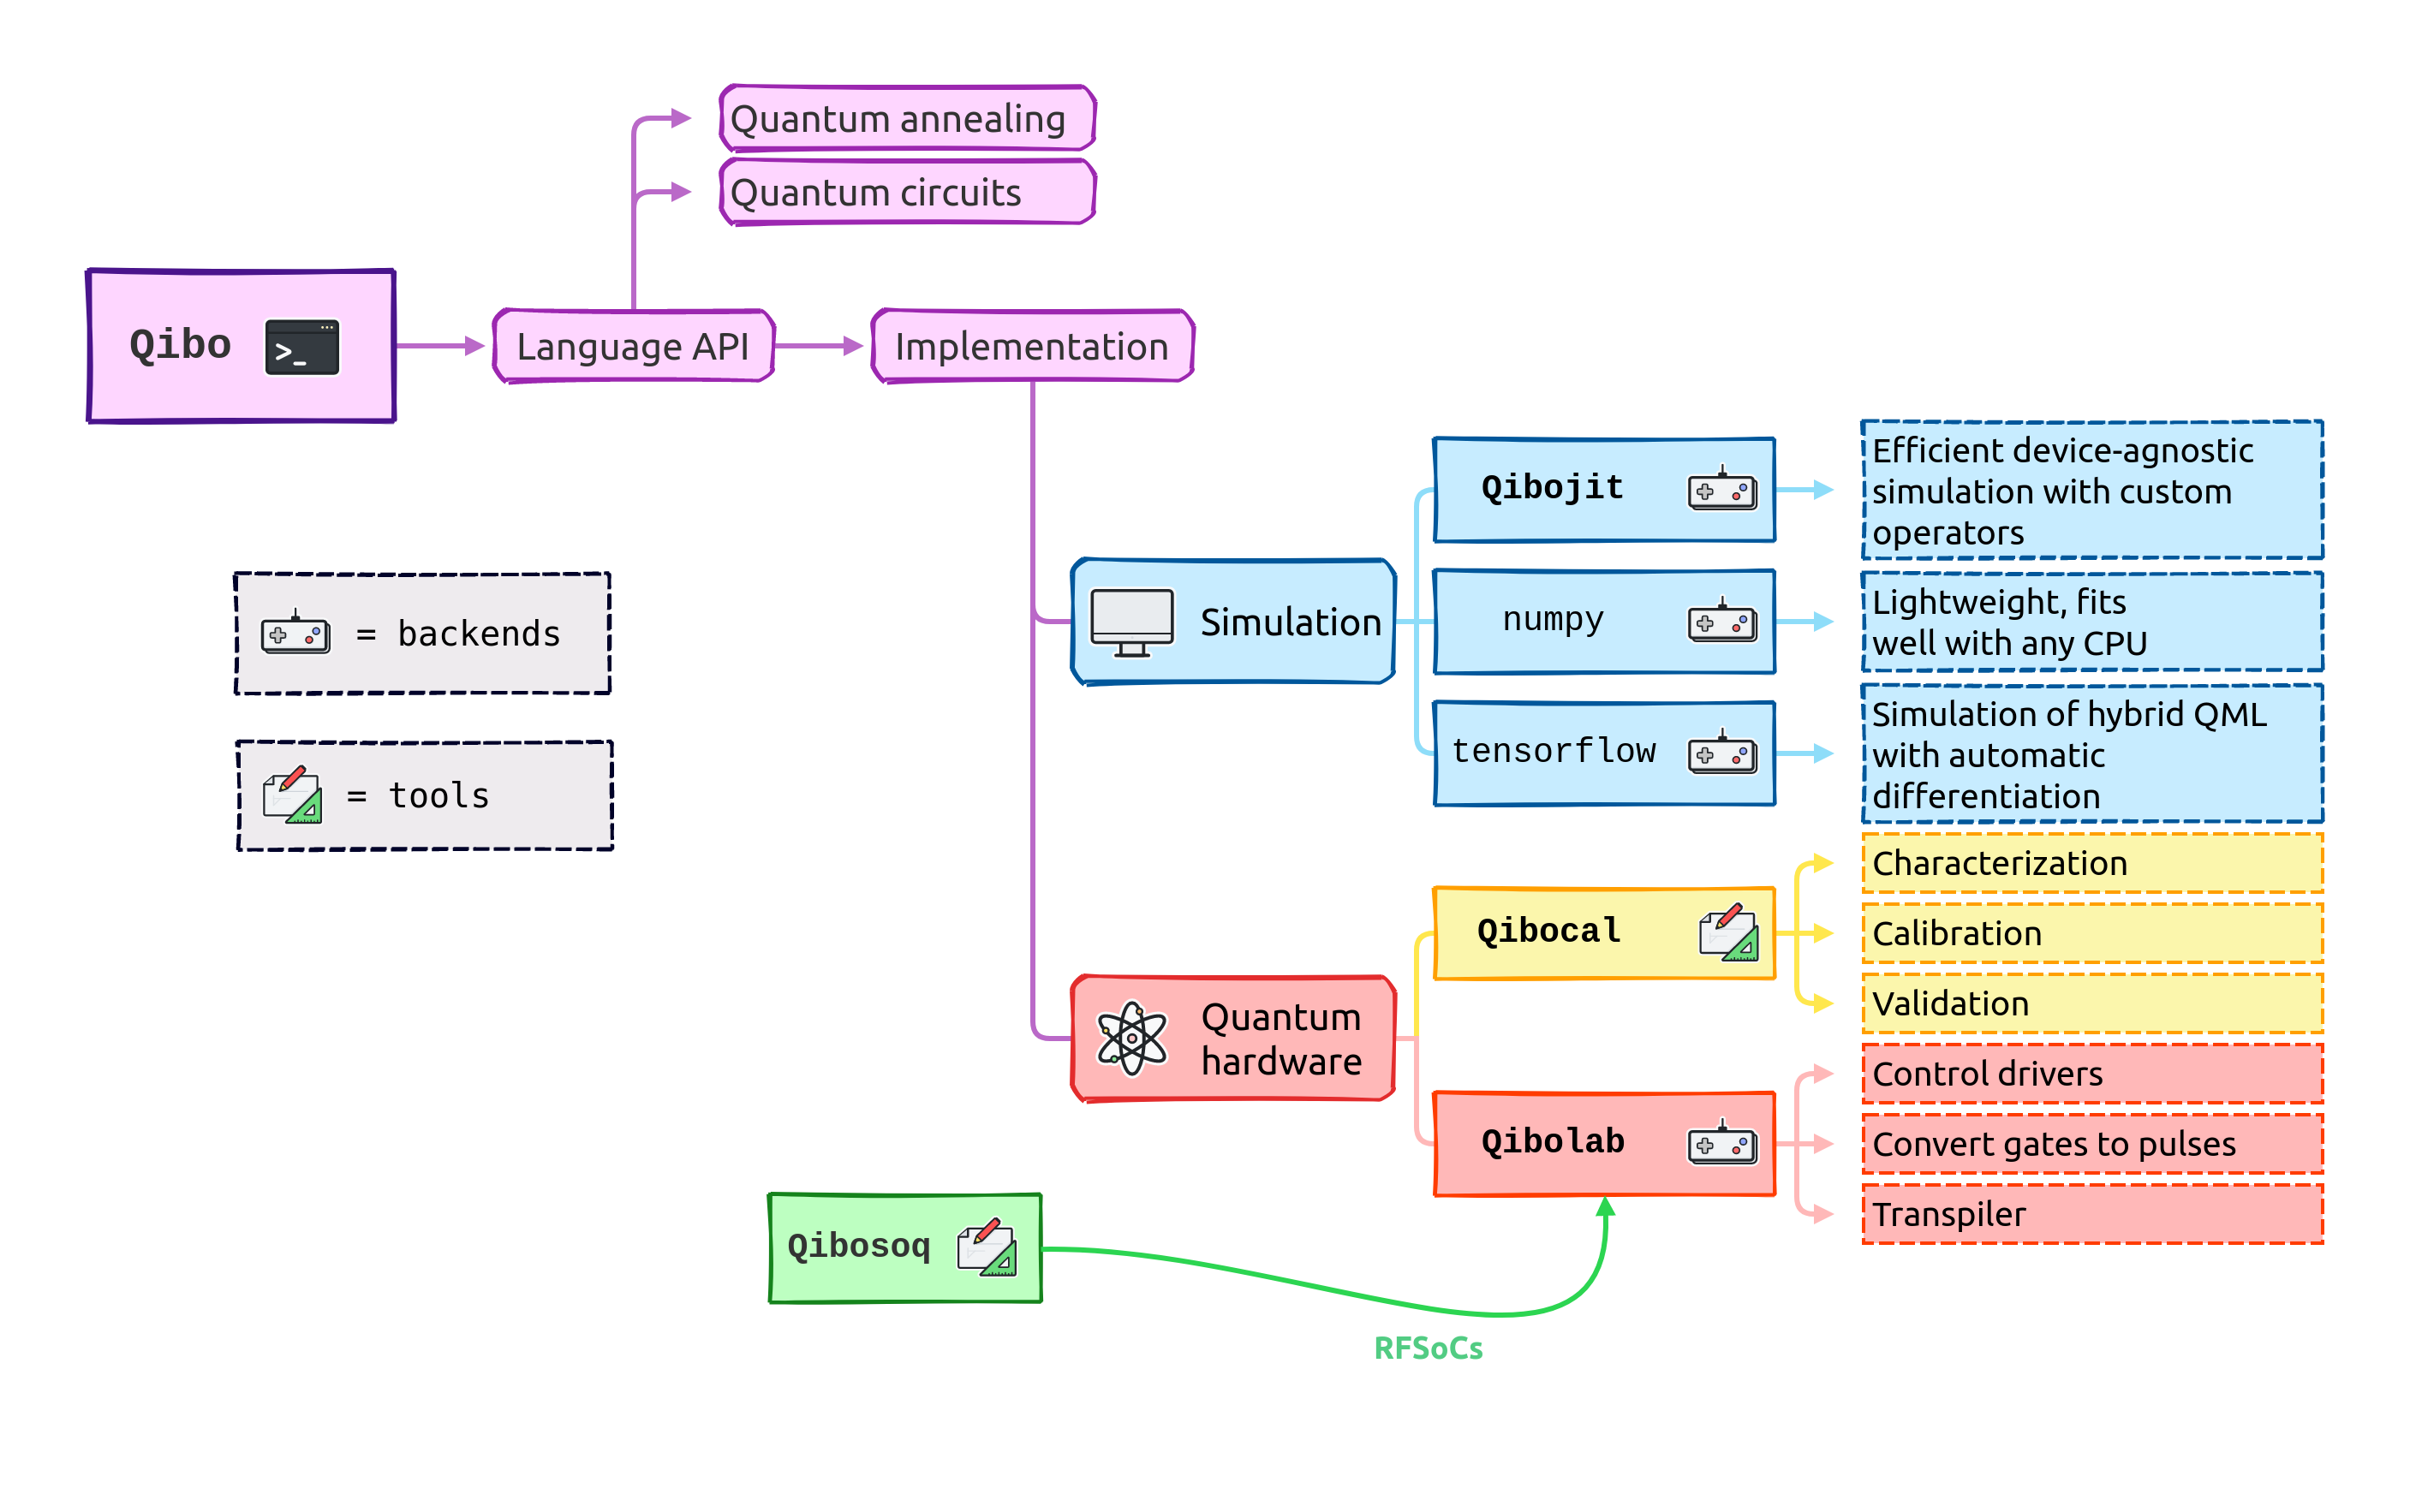 Quantum annealing
Quantum circuits
Qibo
>_
Language API
Implementation
= backends
= tools
Simulation
Qibojit
Efficient device-agnostic
simulation with custom
operators
numpy
Lightweight, fits
well with any CPU
tensorflow
Simulation of hybrid QML
with automatic
differentiation
Quantum
hardware
Qibocal
Characterization
Calibration
Validation
Qibolab
Control drivers
Convert gates to pulses
Transpiler
Qibosoq
RFSoCs